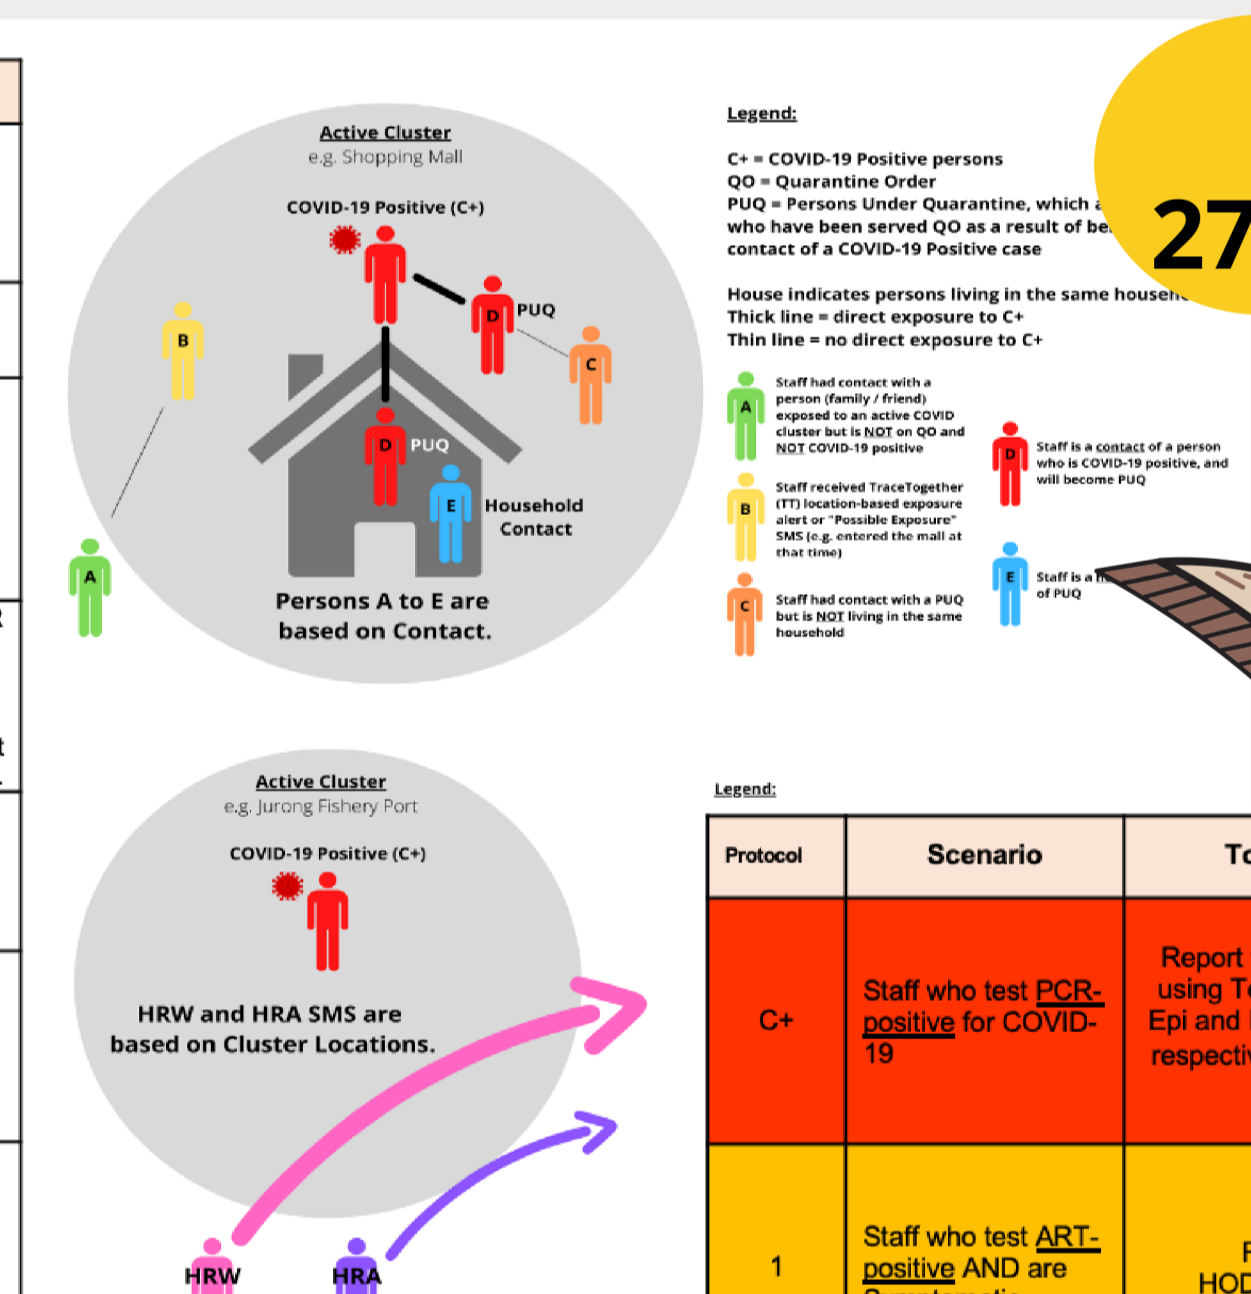 Active Cluster
e.g. Shopping Mall
COVID-19 Positive (C+)
D
PUQ
B
C
D
PUQ
E
Household
Contact
A
Persons A to E are
based on Contact.
Legend:
C+ = COVID-19 Positive persons
QO = Quarantine Order
PUQ = Persons Under Quarantine, which
who have been served QO as a result of
contact of a COVID-19 Positive case
27
House indicates persons living in the same
Thick line = direct exposure to C+
Thin line = no direct exposure to C+
A
Staff had contact with a
person (family / friend)
exposed to an active COVID
cluster but is NOT on QO and
NOT COVID-19 positive
B
Staff received TraceTogether
(TT) location-based exposure
alert or "Possible Exposure"
SMS (e.g. entered the mall at
that time)
C
Staff had contact with a PUQ
but is NOT living in the same
household
D
Staff is a contact of a person
who is COVID-19 positive, and
will become PUQ
E
Staff is a
of PUQ
Active Cluster
e.g. Jurong Fishery Port
COVID-19 Positive (C+)
HRW and HRA SMS are
based on Cluster Locations.
HRW
HRA
Legend:
Protocol
Scenario
C+
Staff who test PCR-
positive for COVID-
19
Report
using
Epi and
1
Staff who test ART-
positive AND are
HOD